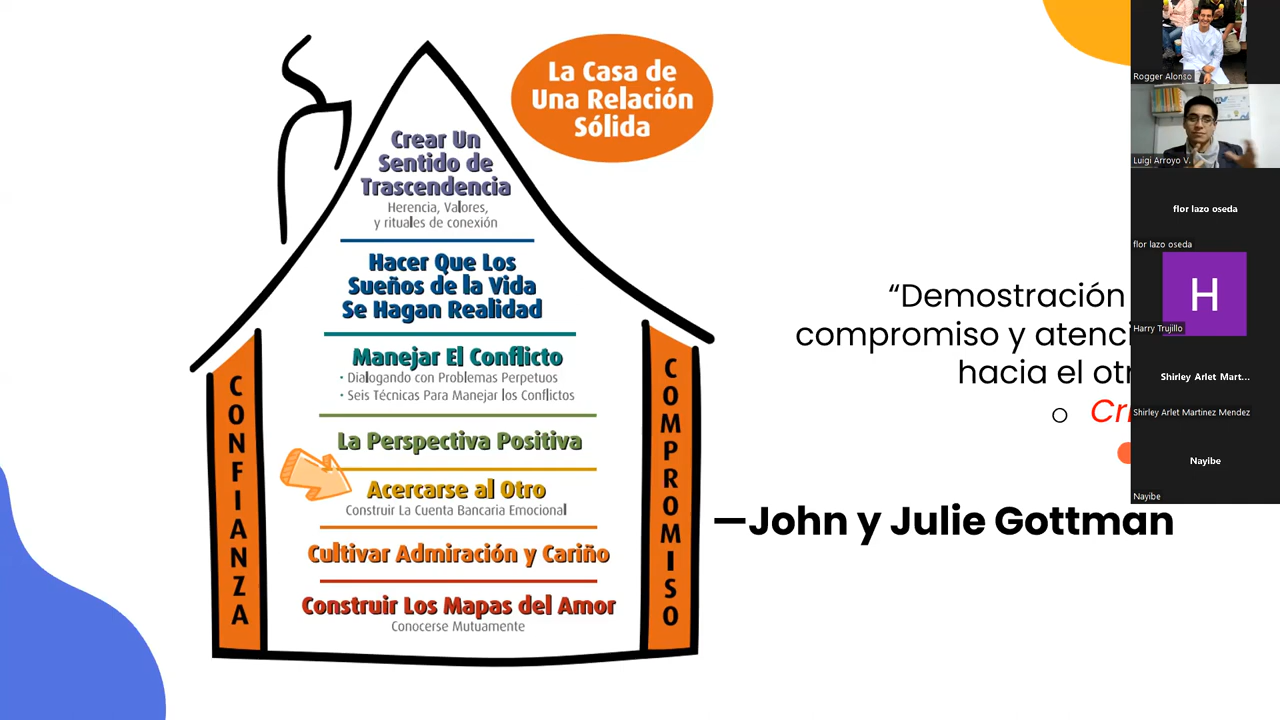 La Casa de
Una Relación
Sólida
Crear Un
Sentido de
Trascendencia
Herencia, Valores,
y rituales de conexión
Hacer Que Los
Sueños de la Vida
Se Hagan Realidad
Manejar El Conflicto
• Dialogando con Problemas Perpetuos
• Seis Técnicas Para Manejar los Conflictos
La Perspectiva Positiva
Acercarse al Otro
Construir La Cuenta Bancaria Emocional
Cultivar Admiración y Cariño
Construir Los Mapas del Amor
Conocerse Mutuamente
CONFIANZA
COMPROMISO
“Demostración
compromiso y
hacia el
—John y Julie Gottman
Rogger Alonso
Luigi Arroyo V.
flor lazo oseda
flor lazo oseda
H
Harry Trujillo
Shirley Arlet Mart...
Shirley Arlet Martinez Mendez
Nayibe
Nayibe